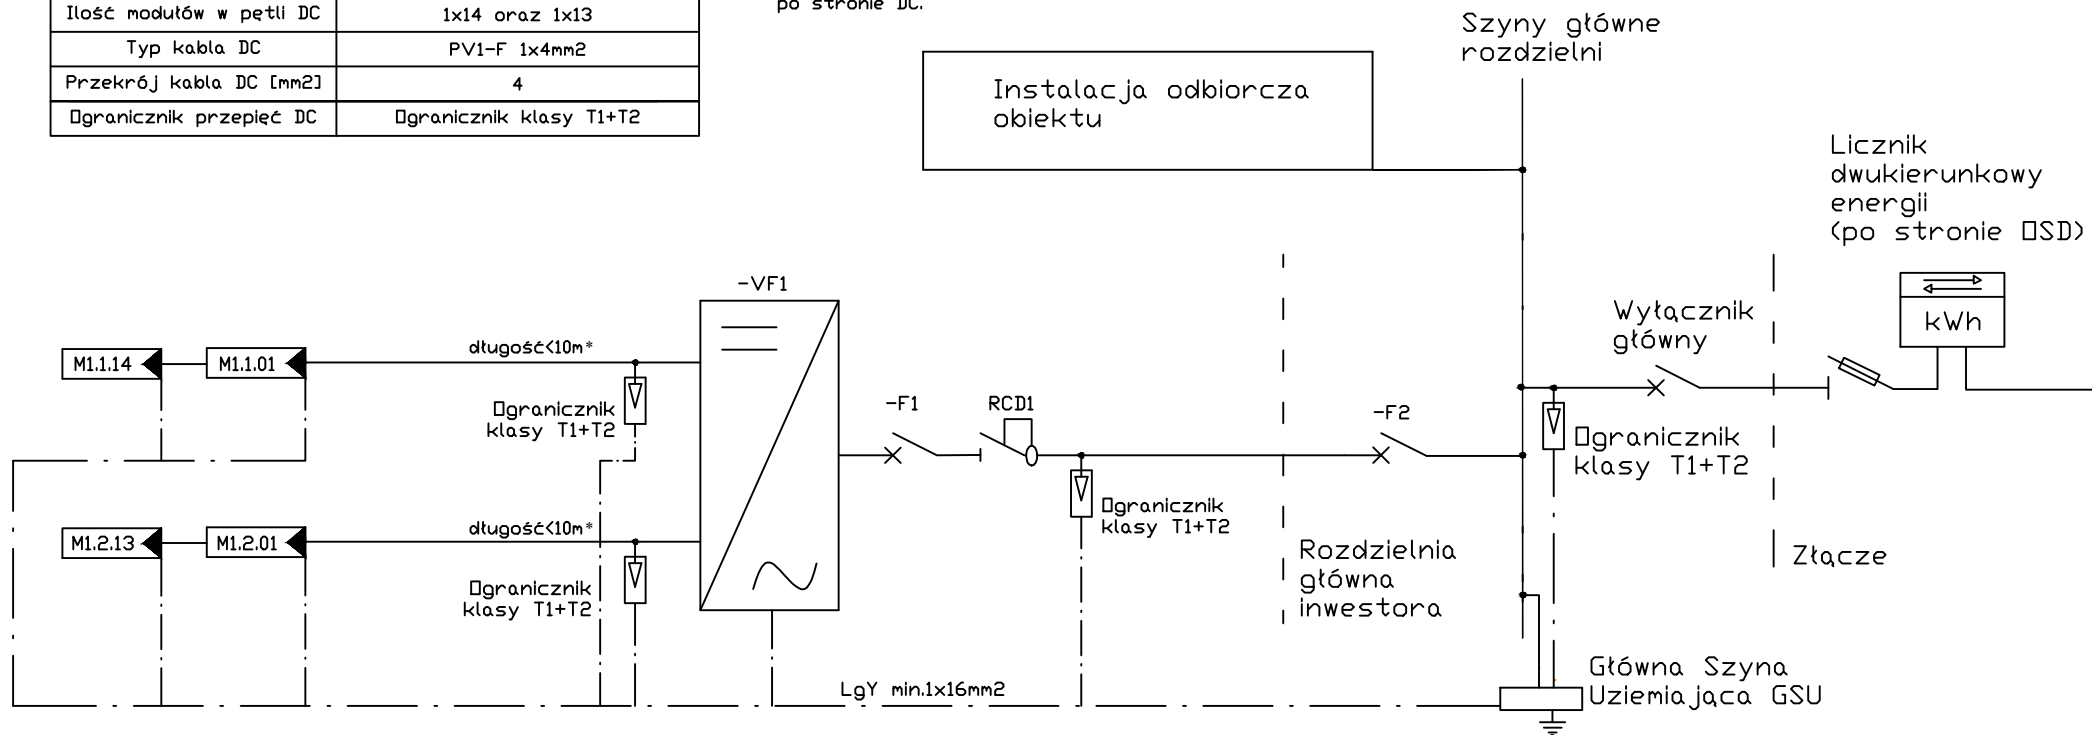 Ilość modułów w pętli DC
1x14 oraz 1x13
Typ kabla DC
PV1-F 1x4mm2
Przekrój kabla DC [mm2]
4
Ogranicznik przepięć DC
Ogranicznik klasy T1+T2
po stronie DC.
Szyny główne
rozdzielni
Instalacja odbiorcza
obiektu
Licznik
dwukierunkowy
energii
(po stronie OSD)
-VF1
Wyłącznik
główny
kWh
M1.1.14
M1.1.01
długość<10m*
Ogranicznik
klasy T1+T2
-F1
RCD1
-F2
Ogranicznik
klasy T1+T2
Ogranicznik
klasy T1+T2
M1.2.13
M1.2.01
długość<10m*
Ogranicznik
klasy T1+T2
Rozdzielnia
główna
inwestora
Złącze
LgY min.1x16mm2
Główna Szyna
Uziemiająca GSU